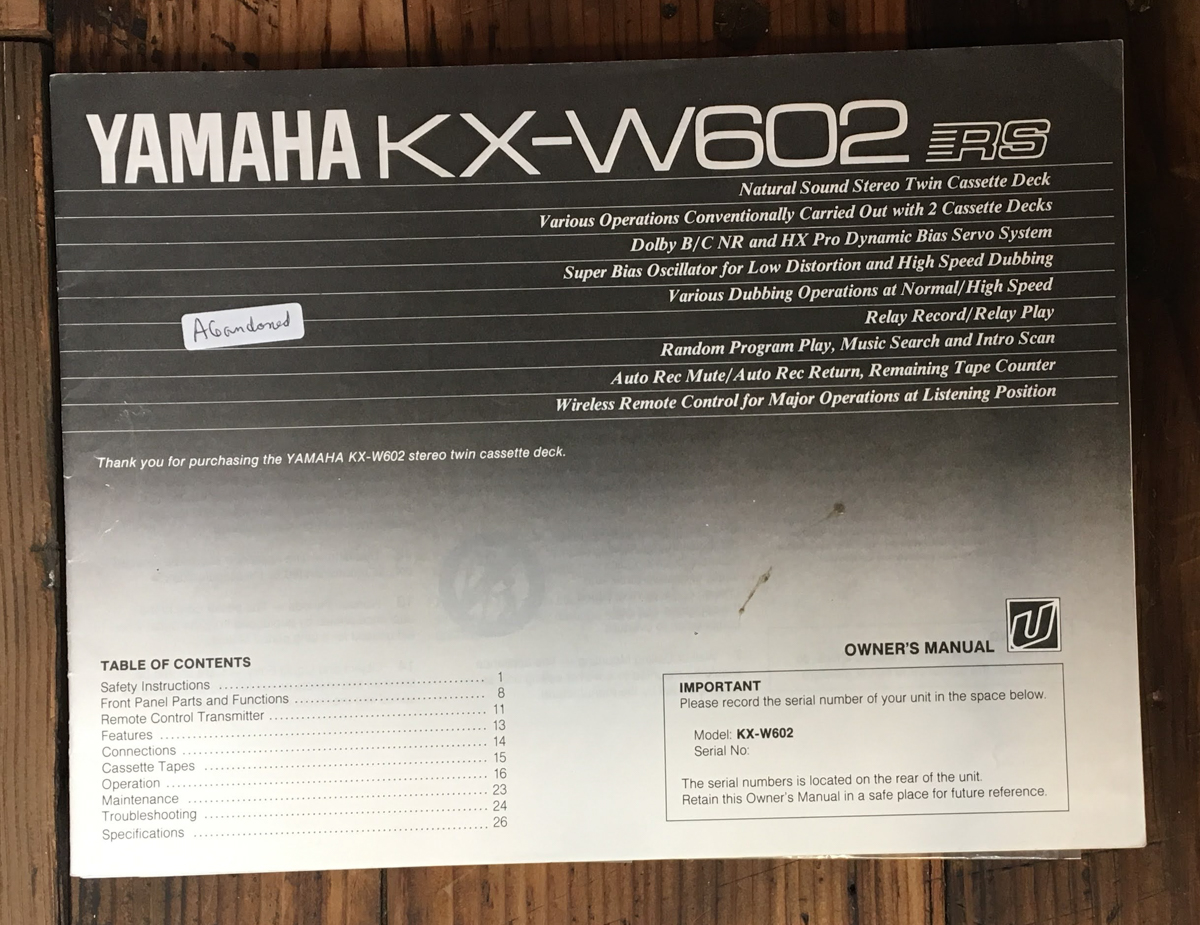 YAMAHA KX-W602 RS
Natural Sound Stereo Twin Cassette Deck
Various Operations Conventionally Carried Out with 2 Cassette Decks
Dolby B/C NR and HX Pro Dynamic Bias Servo System
Super Bias Oscillator for Low Distortion and High Speed Dubbing
Various Dubbing Operations at Normal/High Speed
Relay Record/Relay Play
Random Program Play, Music Search and Intro Scan
Auto Rec Mute/Auto Rec Return, Remaining Tape Counter
Wireless Remote Control for Major Operations at Listening Position
Abandoned
Thank you for purchasing the YAMAHA KX-W602 stereo twin cassette deck.
TABLE OF CONTENTS
Safety Instructions ........ 1
Front Panel Parts and Functions ........ 8
Remote Control Transmitter ........ 11
Features ........ 13
Connections ........ 14
Cassette Tapes ........ 15
Operation ........ 16
Maintenance ........ 23
Troubleshooting ........ 24
Specifications ........ 26
OWNER'S MANUAL U
IMPORTANT
Please record the serial number of your unit in the space below.
Model: KX-W602
Serial No:
The serial numbers is located on the rear of the unit.
Retain this Owner's Manual in a safe place for future reference.